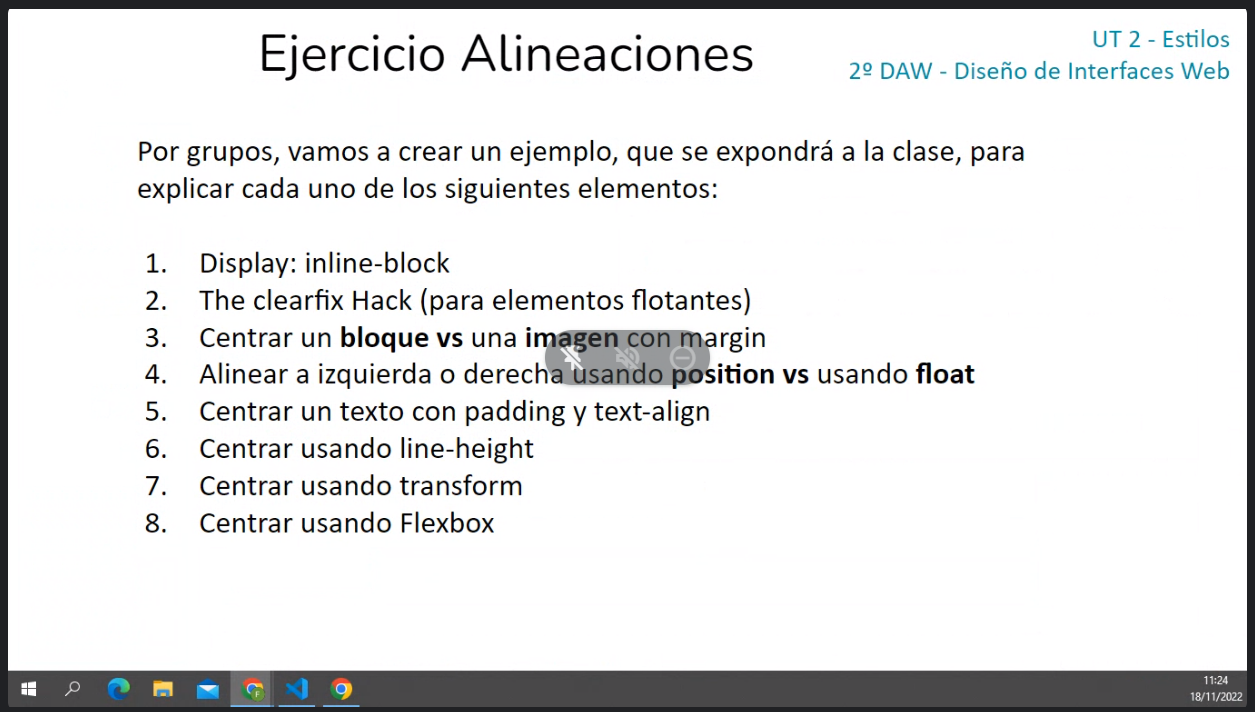 Ejercicio Alineaciones
UT 2 - Estilos
2º DAW - Diseño de Interfaces Web
Por grupos, vamos a crear un ejemplo, que se expondrá a la clase, para
explicar cada uno de los siguientes elementos:
1. Display: inline-block
2. The clearfix Hack (para elementos flotantes)
3. Centrar un bloque vs una imagen con margin
4. Alinear a izquierda o derecha usando position vs usando float
5. Centrar un texto con padding y text-align
6. Centrar usando line-height
7. Centrar usando transform
8. Centrar usando Flexbox
F
11:24
18/11/2022